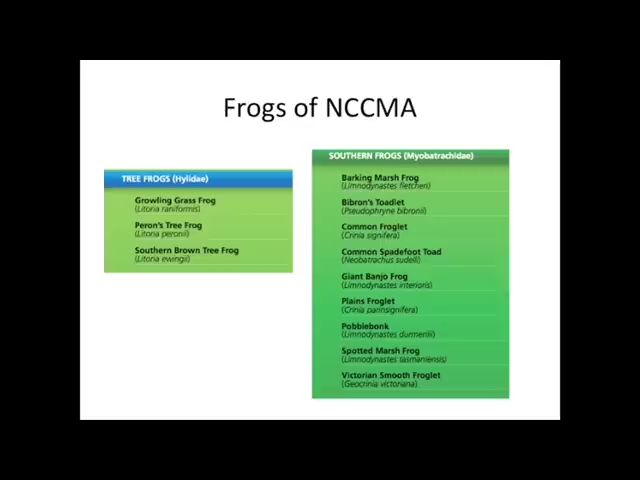 Frogs of NCCMA
TREE FROGS (Hylidae)
Growling Grass Frog
(Litoria raniformis)
Peron's Tree Frog
(Litoria peronii)
Southern Brown Tree Frog
(Litoria ewingii)
SOUTHERN FROGS (Myobatrachidae)
Barking Marsh Frog
(Limnodynastes fletcheri)
Bibron's Toadlet
(Pseudophryne bibronii)
Common Froglet
(Crinia signifera)
Common Spadefoot Toad
(Neobatrachus sudelli)
Giant Banjo Frog
(Limnodynastes interioris)
Plains Froglet
(Crinia parinsignifera)
Pobblebonk
(Limnodynastes dumerilii)
Spotted Marsh Frog
(Limnodynastes tasmaniensis)
Victorian Smooth Froglet
(Geocrinia victoriana)